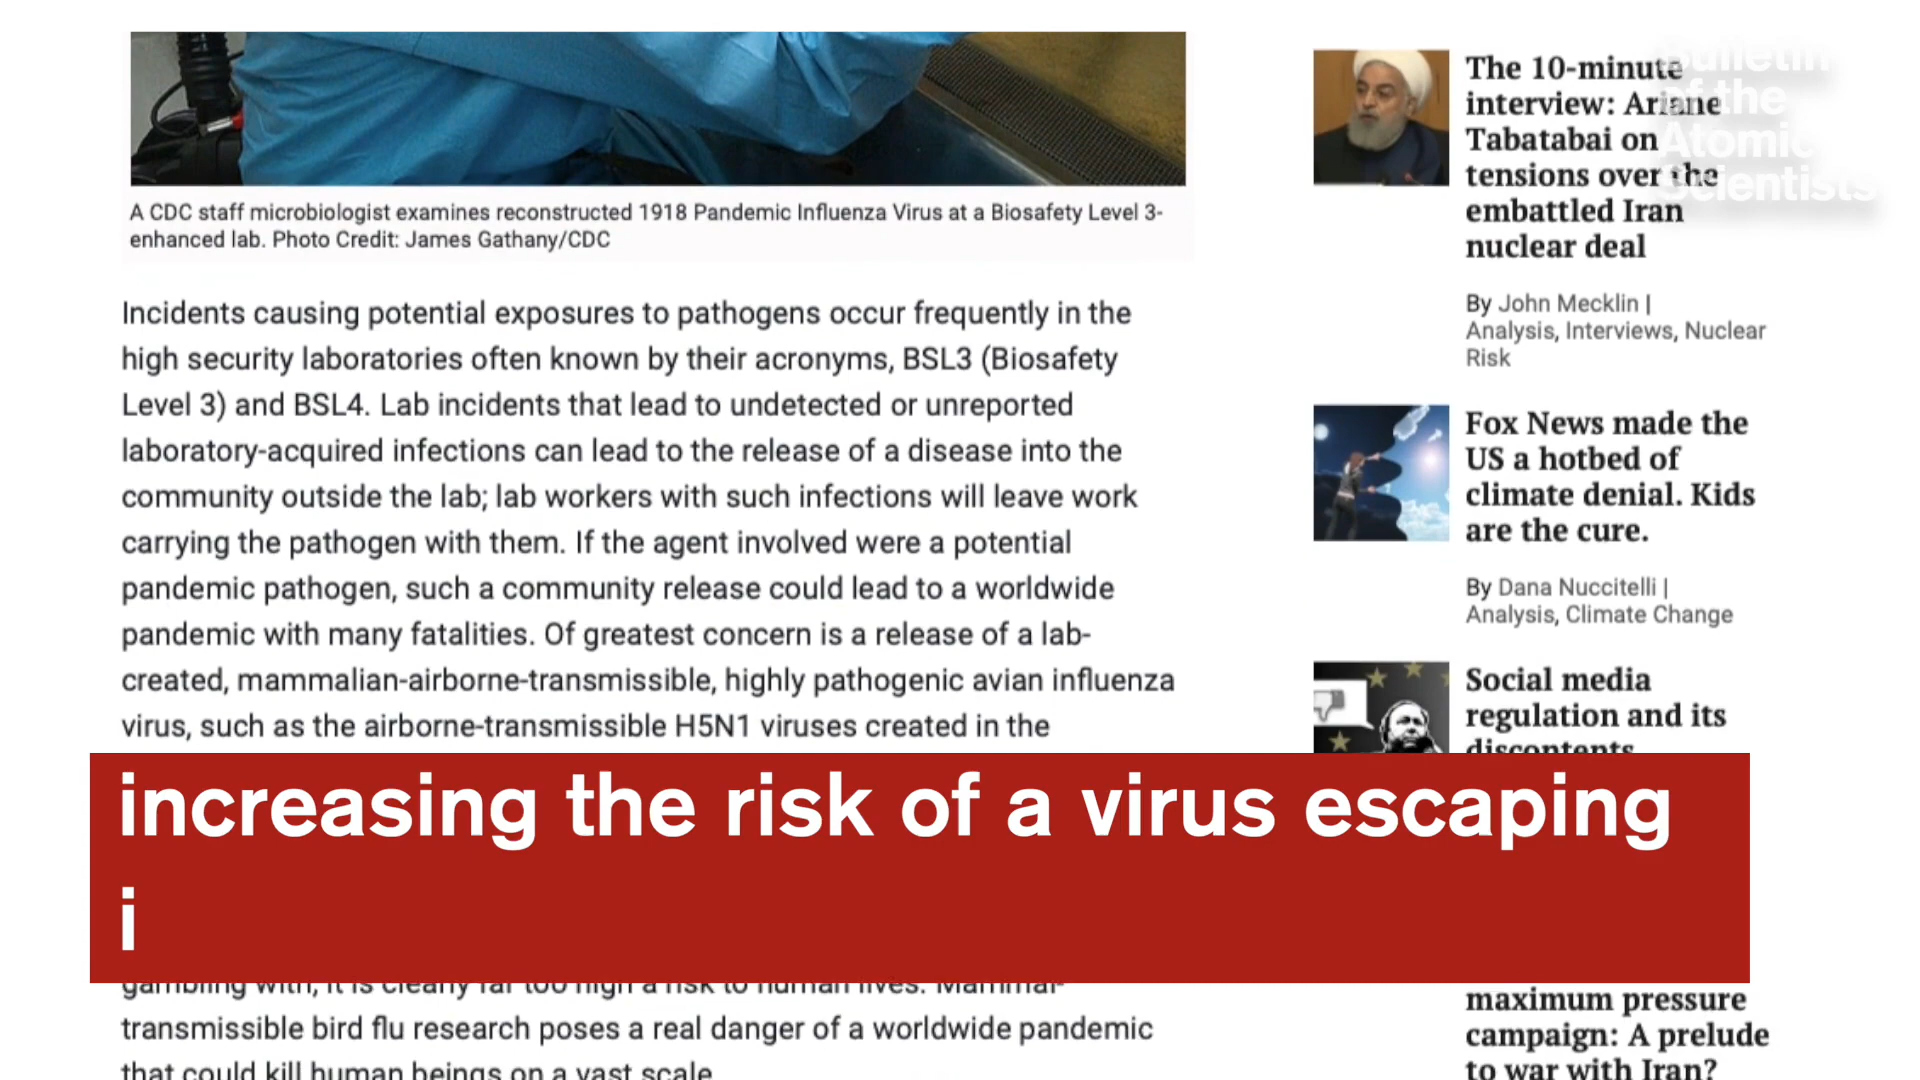 A CDC staff microbiologist examines reconstructed 1918 Pandemic Influenza Virus at a Biosafety Level 3-
enhanced lab. Photo Credit: James Gathany/CDC
Incidents causing potential exposures to pathogens occur frequently in the
high security laboratories often known by their acronyms, BSL3 (Biosafety
Level 3) and BSL4. Lab incidents that lead to undetected or unreported
laboratory-acquired infections can lead to the release of a disease into the
community outside the lab; lab workers with such infections will leave work
carrying the pathogen with them. If the agent involved were a potential
pandemic pathogen, such a community release could lead to a worldwide
pandemic with many fatalities. Of greatest concern is a release of a lab-
created, mammalian-airborne-transmissible, highly pathogenic avian influenza
virus, such as the airborne-transmissible H5N1 viruses created in the
increasing the risk of a virus escaping
i
gambling with, it is clearly far too high a risk to human lives. Mammal-
transmissible bird flu research poses a real danger of a worldwide pandemic
that could kill human beings on a vast scale
The 10-minute
interview: Ariane
Tabatabai on
tensions over the
embattled Iran
nuclear deal
By John Mecklin |
Analysis, Interviews, Nuclear
Risk
Fox News made the
US a hotbed of
climate denial. Kids
are the cure.
By Dana Nuccitelli |
Analysis, Climate Change
Social media
regulation and its
discontents
maximum pressure
campaign: A prelude
to war with Iran?
Bulletin
of the
Atomic
Scientists